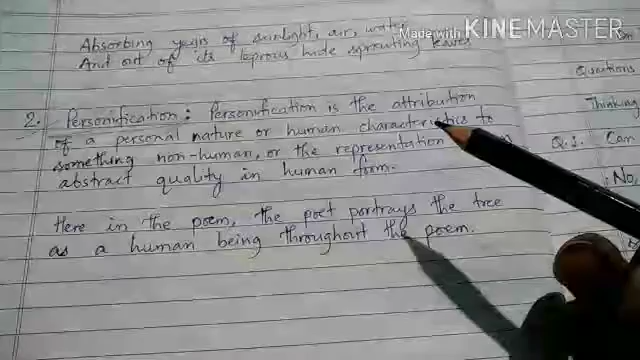 Made with KINEMASTER
Absorbing years of sunlight, air, water
And out of its leprous hide sprouting leaves
2. Personification: Personification is the attribution
of a personal nature or human characteristics to
something non-human, or the representation
abstract quality in human form.
Here in the poem, the poet portrays the tree
as a human being throughout the poem.
Questions
Thinking
Q.1. Can
No,